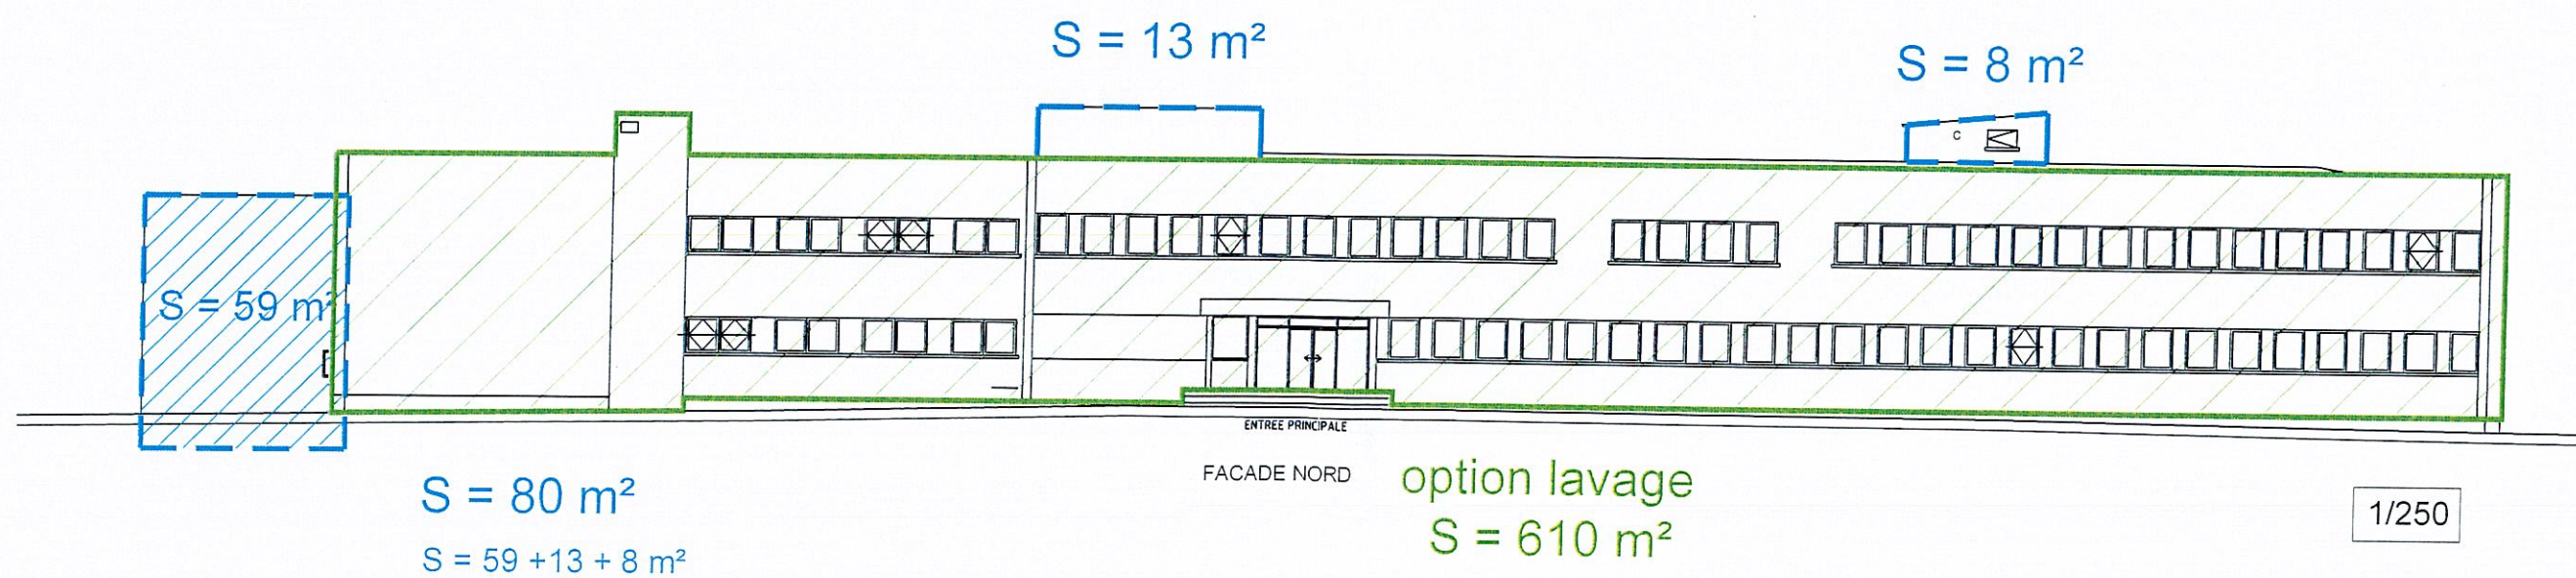 S = 13 m²
S = 8 m²
C
S = 59 m²
ENTREE PRINCIPALE
FACADE NORD
option lavage
S = 610 m²
S = 80 m²
S = 59 +13 + 8 m²
1/250